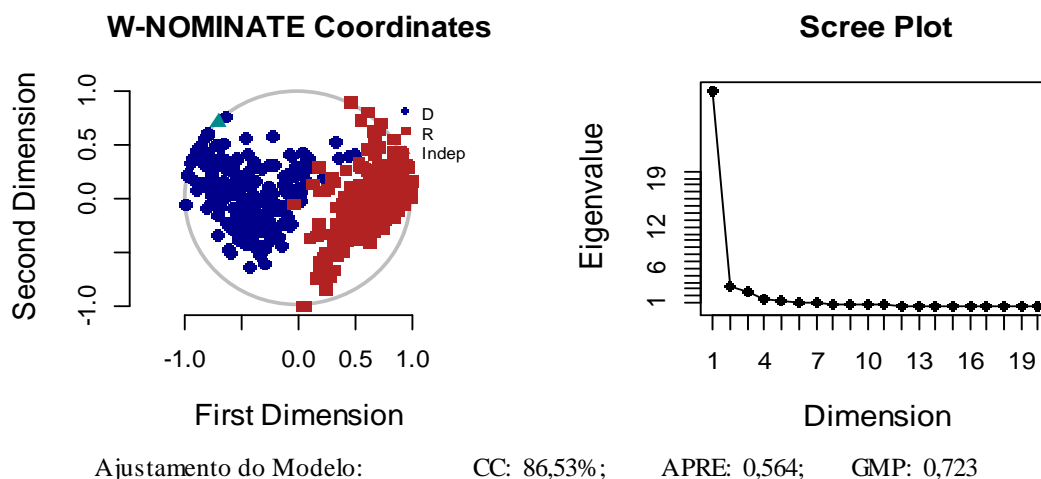 W-NOMINATE Coordinates
Second Dimension
1.0
0.5
0.0
-1.0
D
R
Indep
-1.0
0.0
0.5
1.0
First Dimension
Scree Plot
Eigenvalue
19
12
6
1
1
4
7
10
13
16
19
Dimension
Ajustamento do Modelo: CC: 86,53%; APRE: 0,564; GMP: 0,723